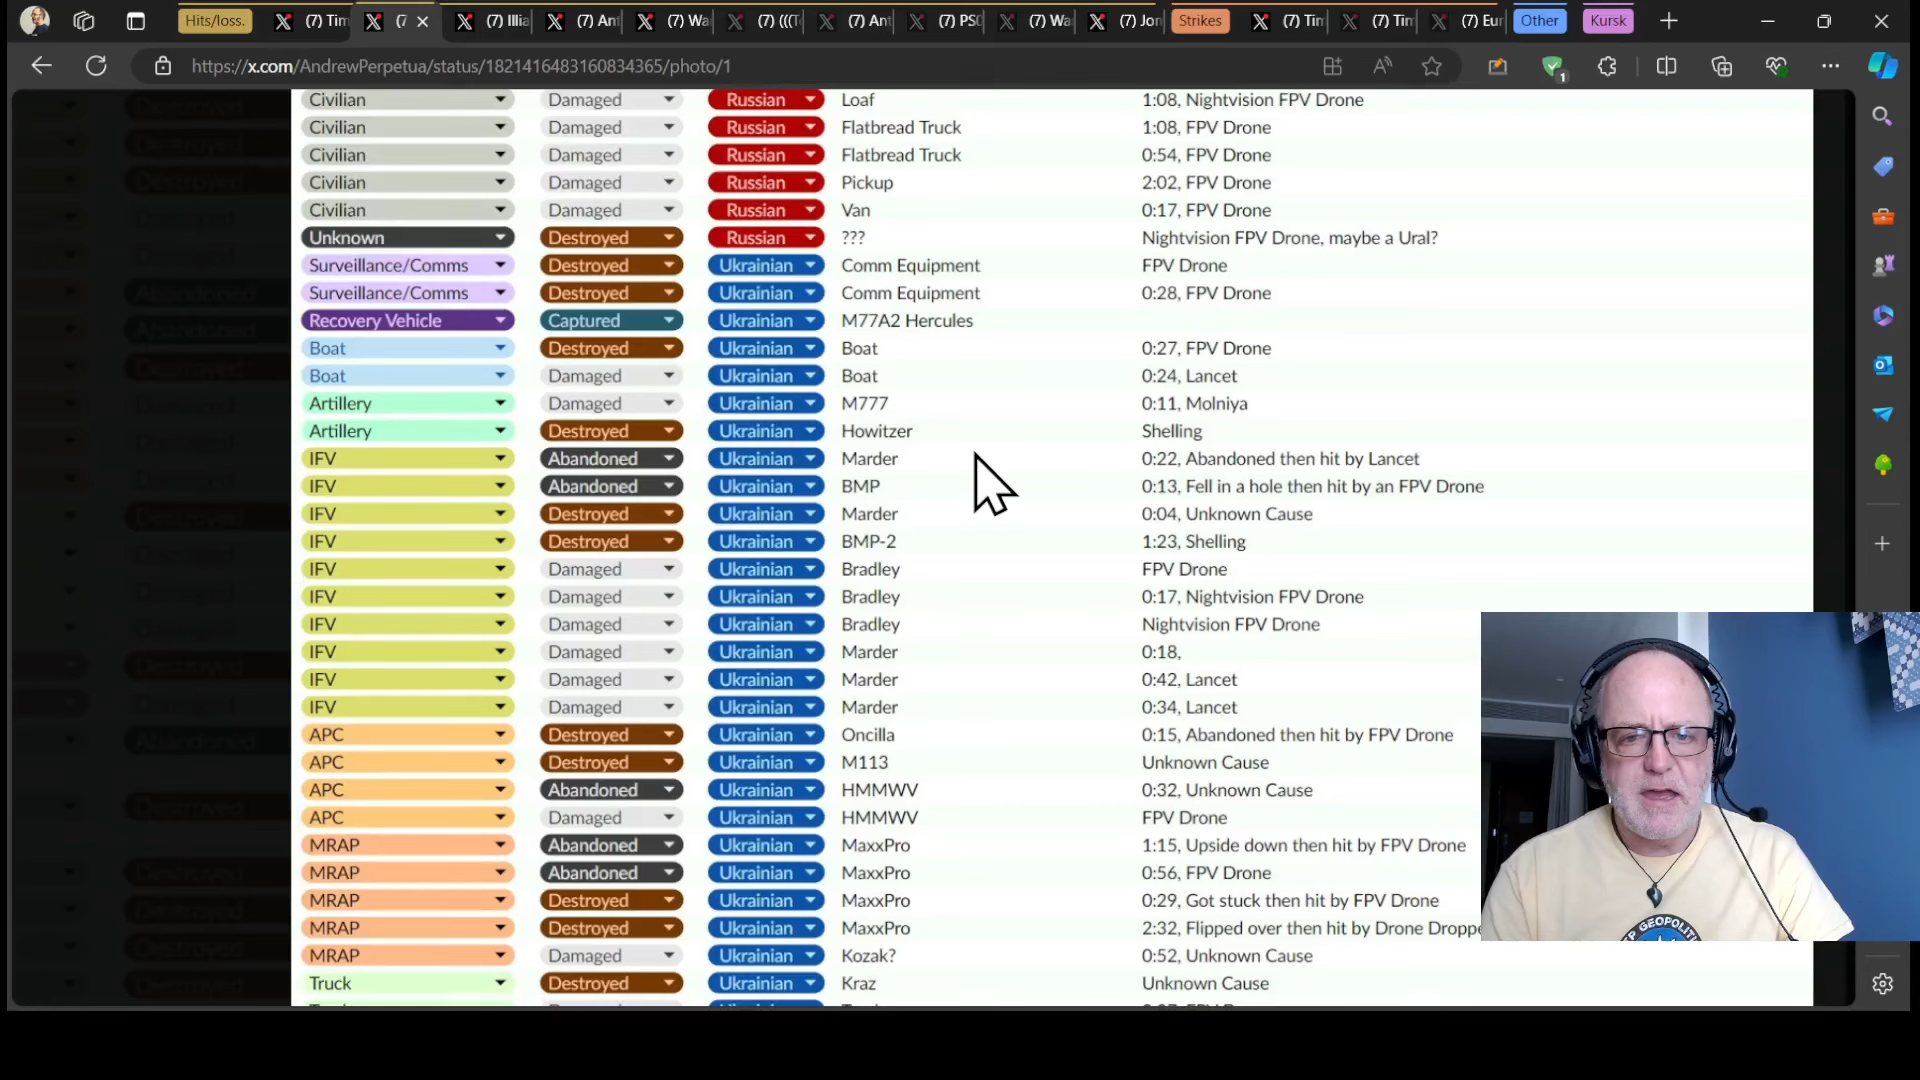 Hits/loss. (7) Tim (7 (7) Illia (7) Ant (7) Wa (7) (((T (7) Ant (7) PS (7) Wa (7) Jon Strikes (7) Tim (7) Tim (7) Eur Other Kursk
https://x.com/AndrewPerpetua/status/1821416483160834365/photo/1
Civilian Damaged Russian Loaf 1:08, Nightvision FPV Drone
Civilian Damaged Russian Flatbread Truck 1:08, FPV Drone
Civilian Damaged Russian Flatbread Truck 0:54, FPV Drone
Civilian Damaged Russian Pickup 2:02, FPV Drone
Civilian Damaged Russian Van 0:17, FPV Drone
Unknown Destroyed Russian ??? Nightvision FPV Drone, maybe a Ural?
Surveillance/Comms Destroyed Ukrainian Comm Equipment FPV Drone
Surveillance/Comms Destroyed Ukrainian Comm Equipment 0:28, FPV Drone
Recovery Vehicle Captured Ukrainian M77A2 Hercules
Boat Destroyed Ukrainian Boat 0:27, FPV Drone
Boat Damaged Ukrainian Boat 0:24, Lancet
Artillery Damaged Ukrainian M777 0:11, Molniya
Artillery Destroyed Ukrainian Howitzer Shelling
IFV Abandoned Ukrainian Marder 0:22, Abandoned then hit by Lancet
IFV Abandoned Ukrainian BMP 0:13, Fell in a hole then hit by an FPV Drone
IFV Destroyed Ukrainian Marder 0:04, Unknown Cause
IFV Destroyed Ukrainian BMP-2 1:23, Shelling
IFV Damaged Ukrainian Bradley FPV Drone
IFV Damaged Ukrainian Bradley 0:17, Nightvision FPV Drone
IFV Damaged Ukrainian Bradley Nightvision FPV Drone
IFV Damaged Ukrainian Marder 0:18,
IFV Damaged Ukrainian Marder 0:42, Lancet
IFV Damaged Ukrainian Marder 0:34, Lancet
APC Destroyed Ukrainian Oncilla 0:15, Abandoned then hit by FPV Drone
APC Destroyed Ukrainian M113 Unknown Cause
APC Abandoned Ukrainian HMMWV 0:32, Unknown Cause
APC Damaged Ukrainian HMMWV FPV Drone
MRAP Abandoned Ukrainian MaxxPro 1:15, Upside down then hit by FPV Drone
MRAP Abandoned Ukrainian MaxxPro 0:56, FPV Drone
MRAP Destroyed Ukrainian MaxxPro 0:29, Got stuck then hit by FPV Drone
MRAP Destroyed Ukrainian MaxxPro 2:32, Flipped over then hit by Drone Droppe
MRAP Damaged Ukrainian Kozak? 0:52, Unknown Cause
Truck Destroyed Ukrainian Kraz Unknown Cause
GEOPOLITI